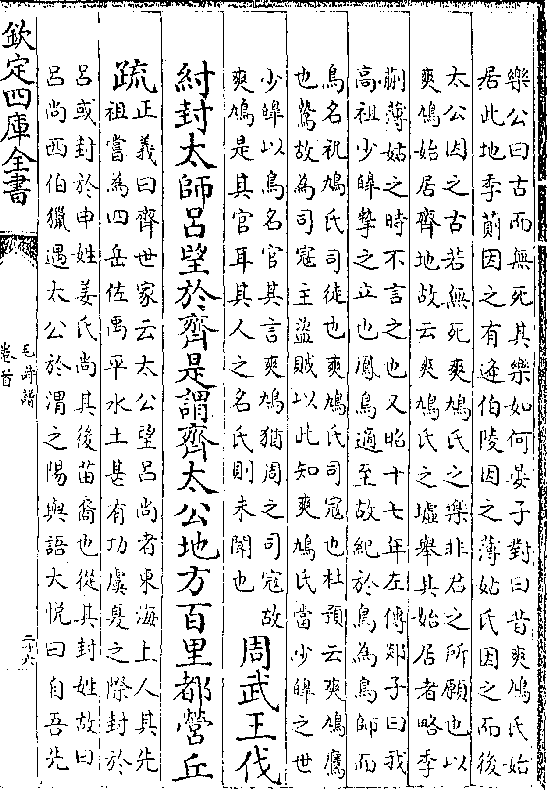 樂公曰古而無死其樂如何晏子對曰昔爽鳩氏始
居此地季萴因之有逄伯陵因之薄姑氏因之而後
太公因之古若無死爽鳩氏之樂非君之所願也以
爽鳩始居齊地故云爽鳩氏之墟舉其始居者略季
萴薄姑之時不言之也又昭十七年左傳郯子曰我
高祖少皥摯之立也鳳鳥適至故紀於鳥為鳥師而
鳥名祝鳩氏司徒也爽鳩氏司寇也杜預云爽鳩鷹
也鷙故為司寇主盜賊以此知爽鳩氏當少皥之世
少皥以鳥名官其言爽鳩猶周之司寇故
爽鳩是其官耳其人之名氏則未聞也
周武王伐
紂封太師呂望於齊是謂齊太公地方百里都營丘
疏
正義曰齊世家云太公望呂尚者東海上人其先
祖嘗為四岳佐禹平水土甚有功虞夏之際封於
呂或封於申姓姜氏尚其後苗裔也從其封姓故曰
呂尚西伯獵遇太公於渭之陽與語大悅曰自吾先
欽定四庫全書
毛詩譜
卷首
二十八